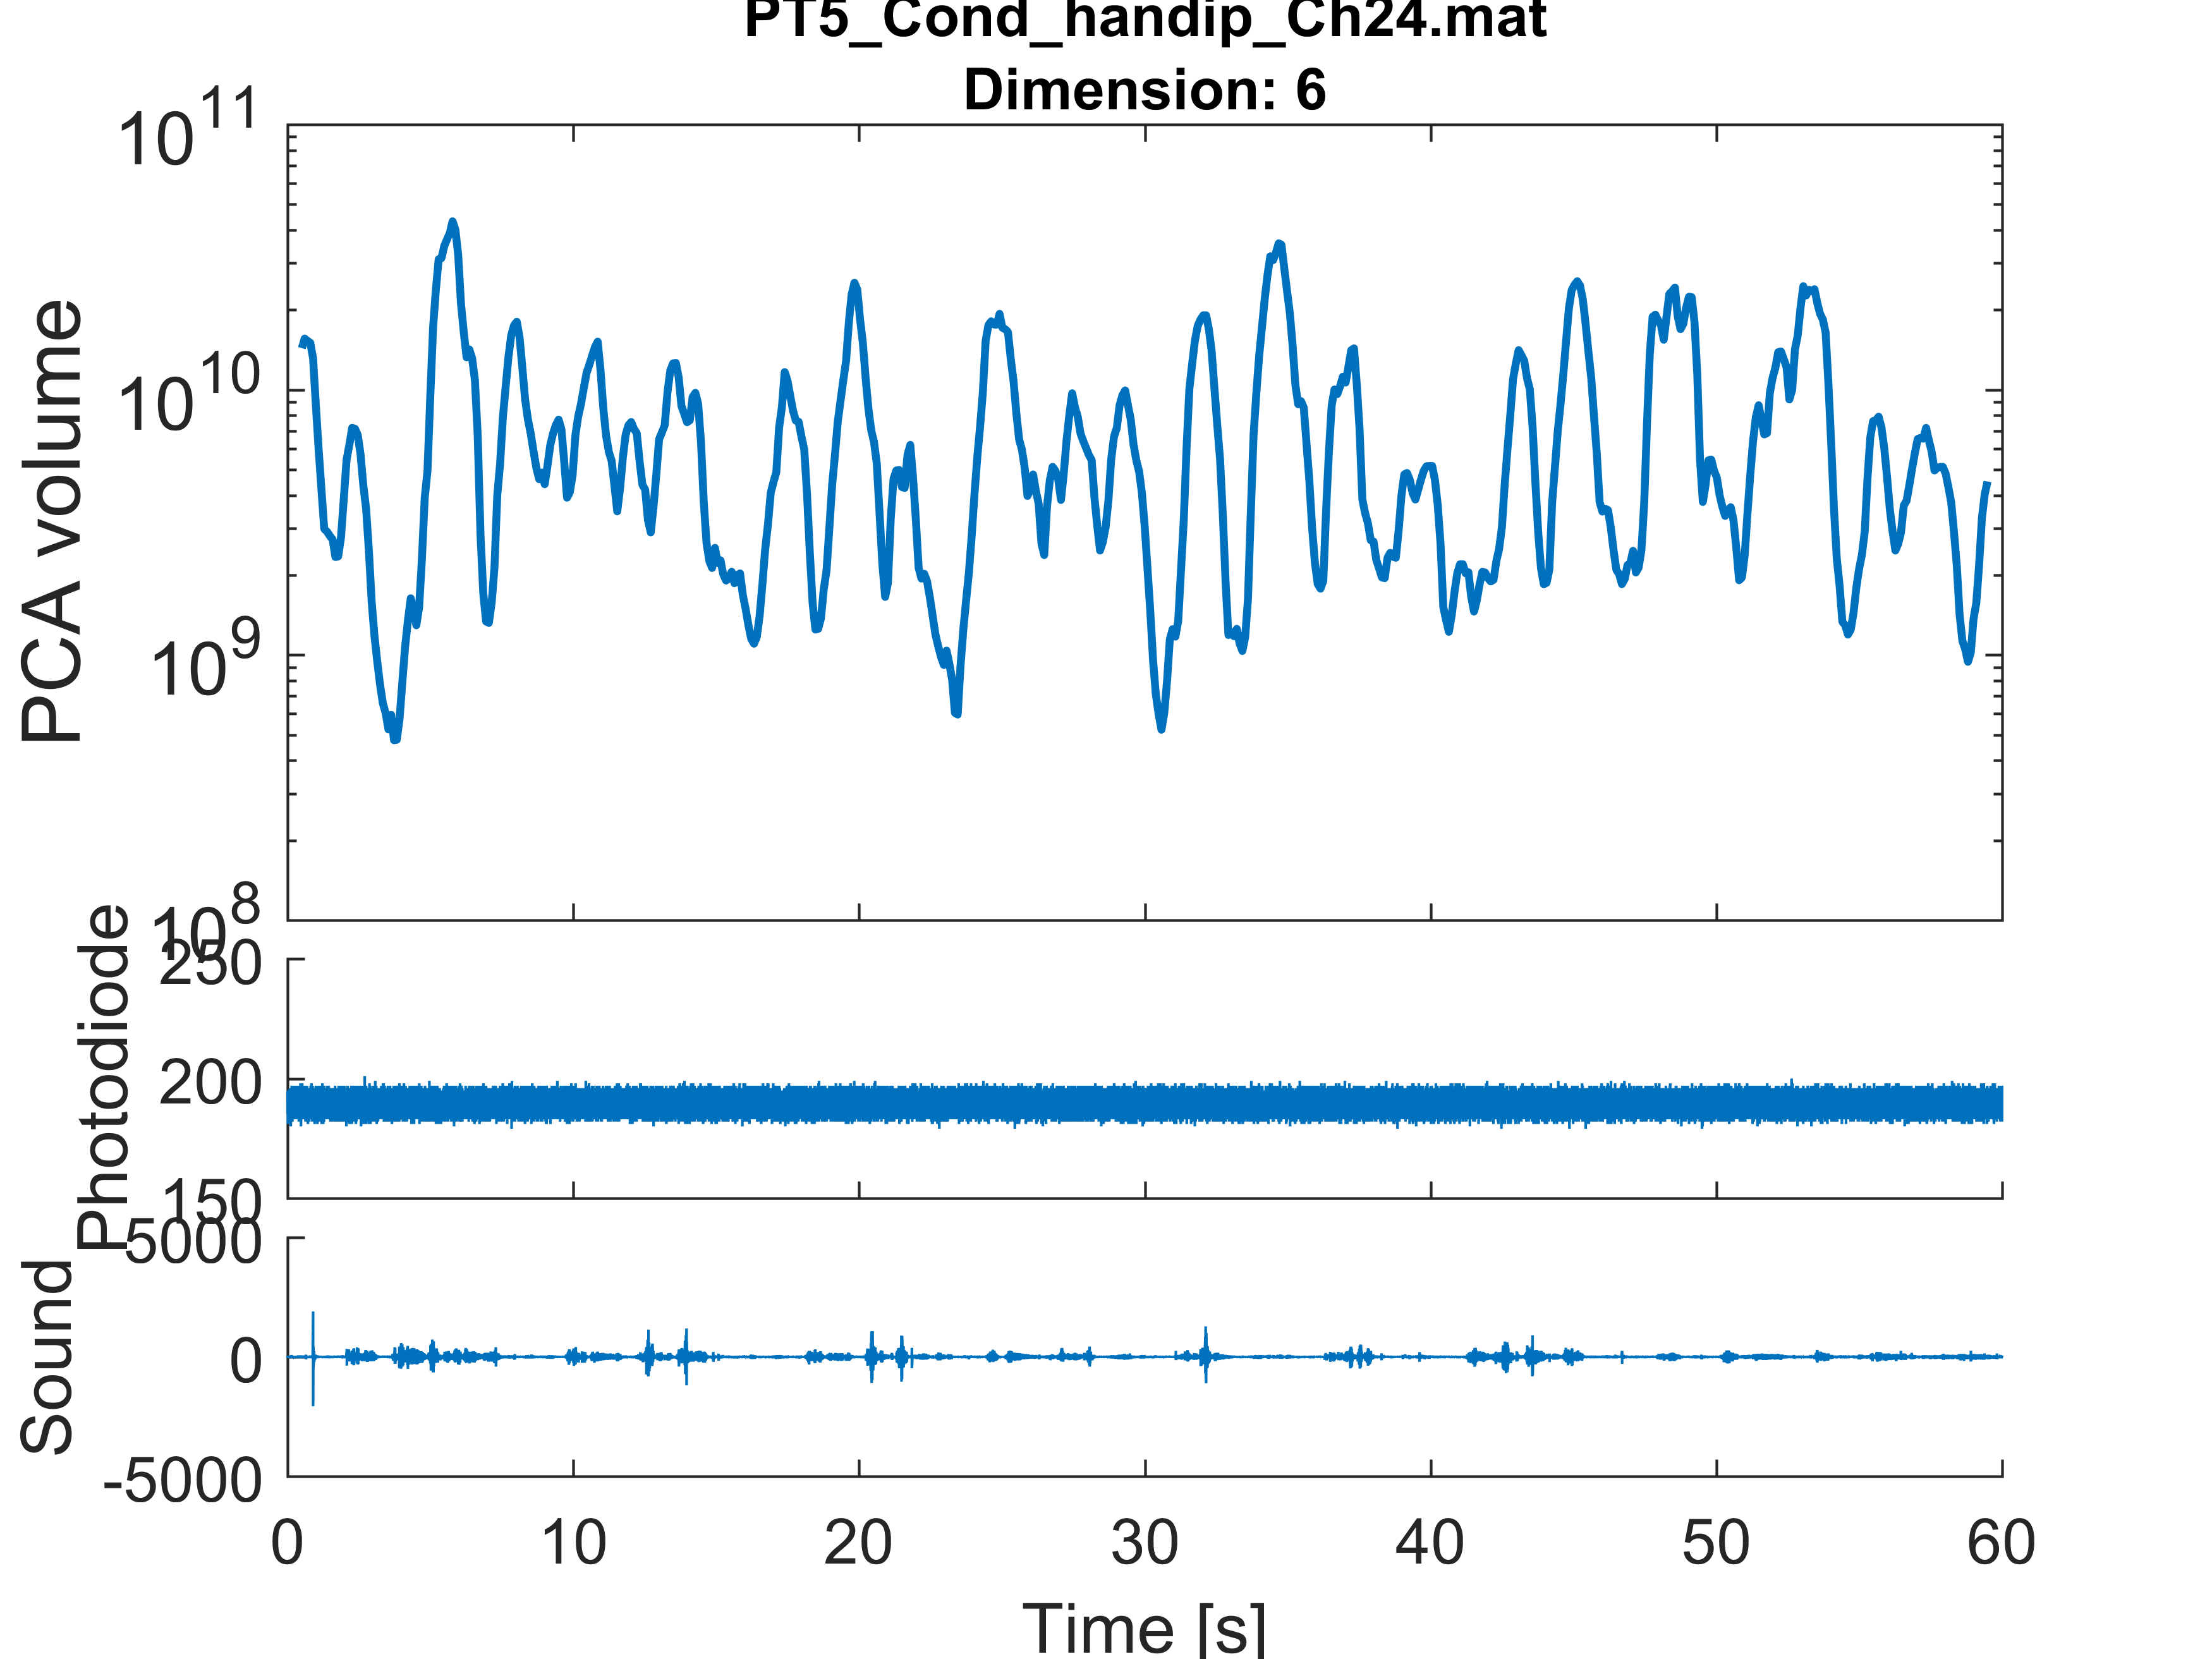 PT5_Cond_handip_Ch24.mat
Dimension: 6
PCA volume
10^11
10^10
10^9
10^8
Photodiode
250
200
150
Sound
5000
0
-5000
0 10 20 30 40 50 60
Time [s]